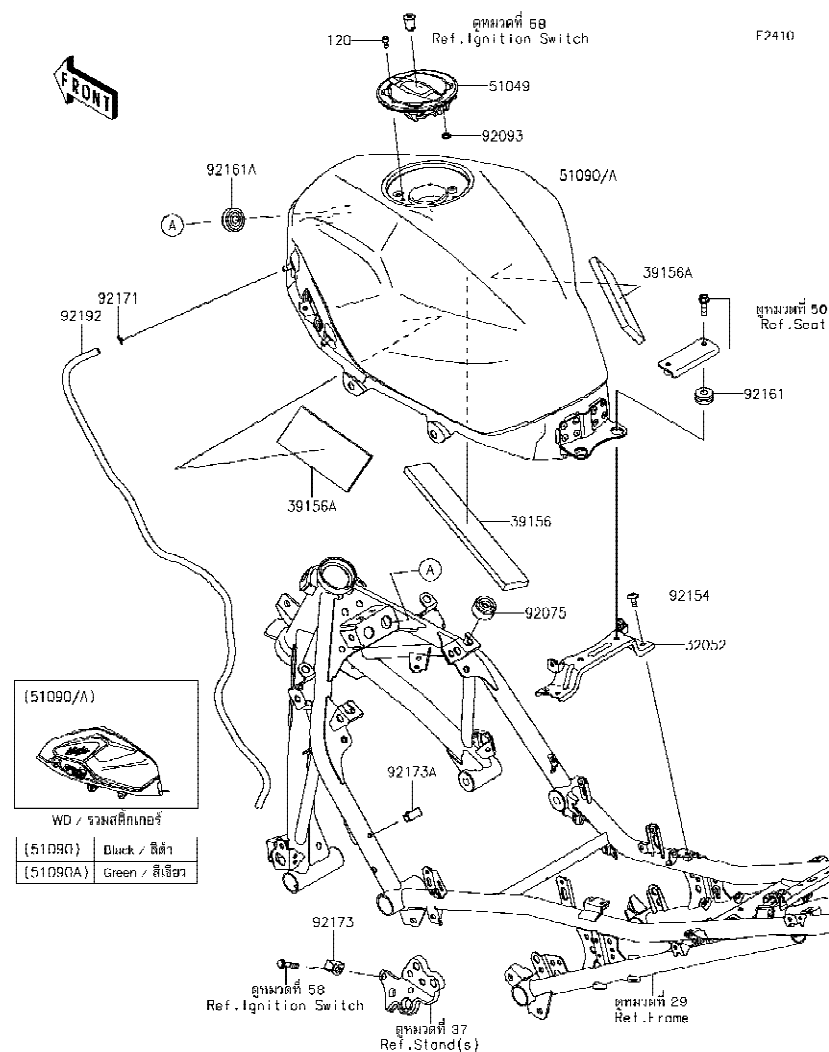 ดูหมวดที่ 58
Ref.Ignition Switch
F2410
120
FRONT
51049
92093
92161A
51090/A
A
39156A
92171
92192
ดูหมวดที่ 50
Ref.Seat
92161
39156A
39156
A
92154
92075
32052
(51090/A)
92173A
WD / รวมสติ๊กเกอร์
(51090) Black / สีดำ
(51090A) Green / สีเขียว
92173
ดูหมวดที่ 58
Ref.Ignition Switch
ดูหมวดที่ 29
Ref.Frame
ดูหมวดที่ 37
Ref.Stand(s)